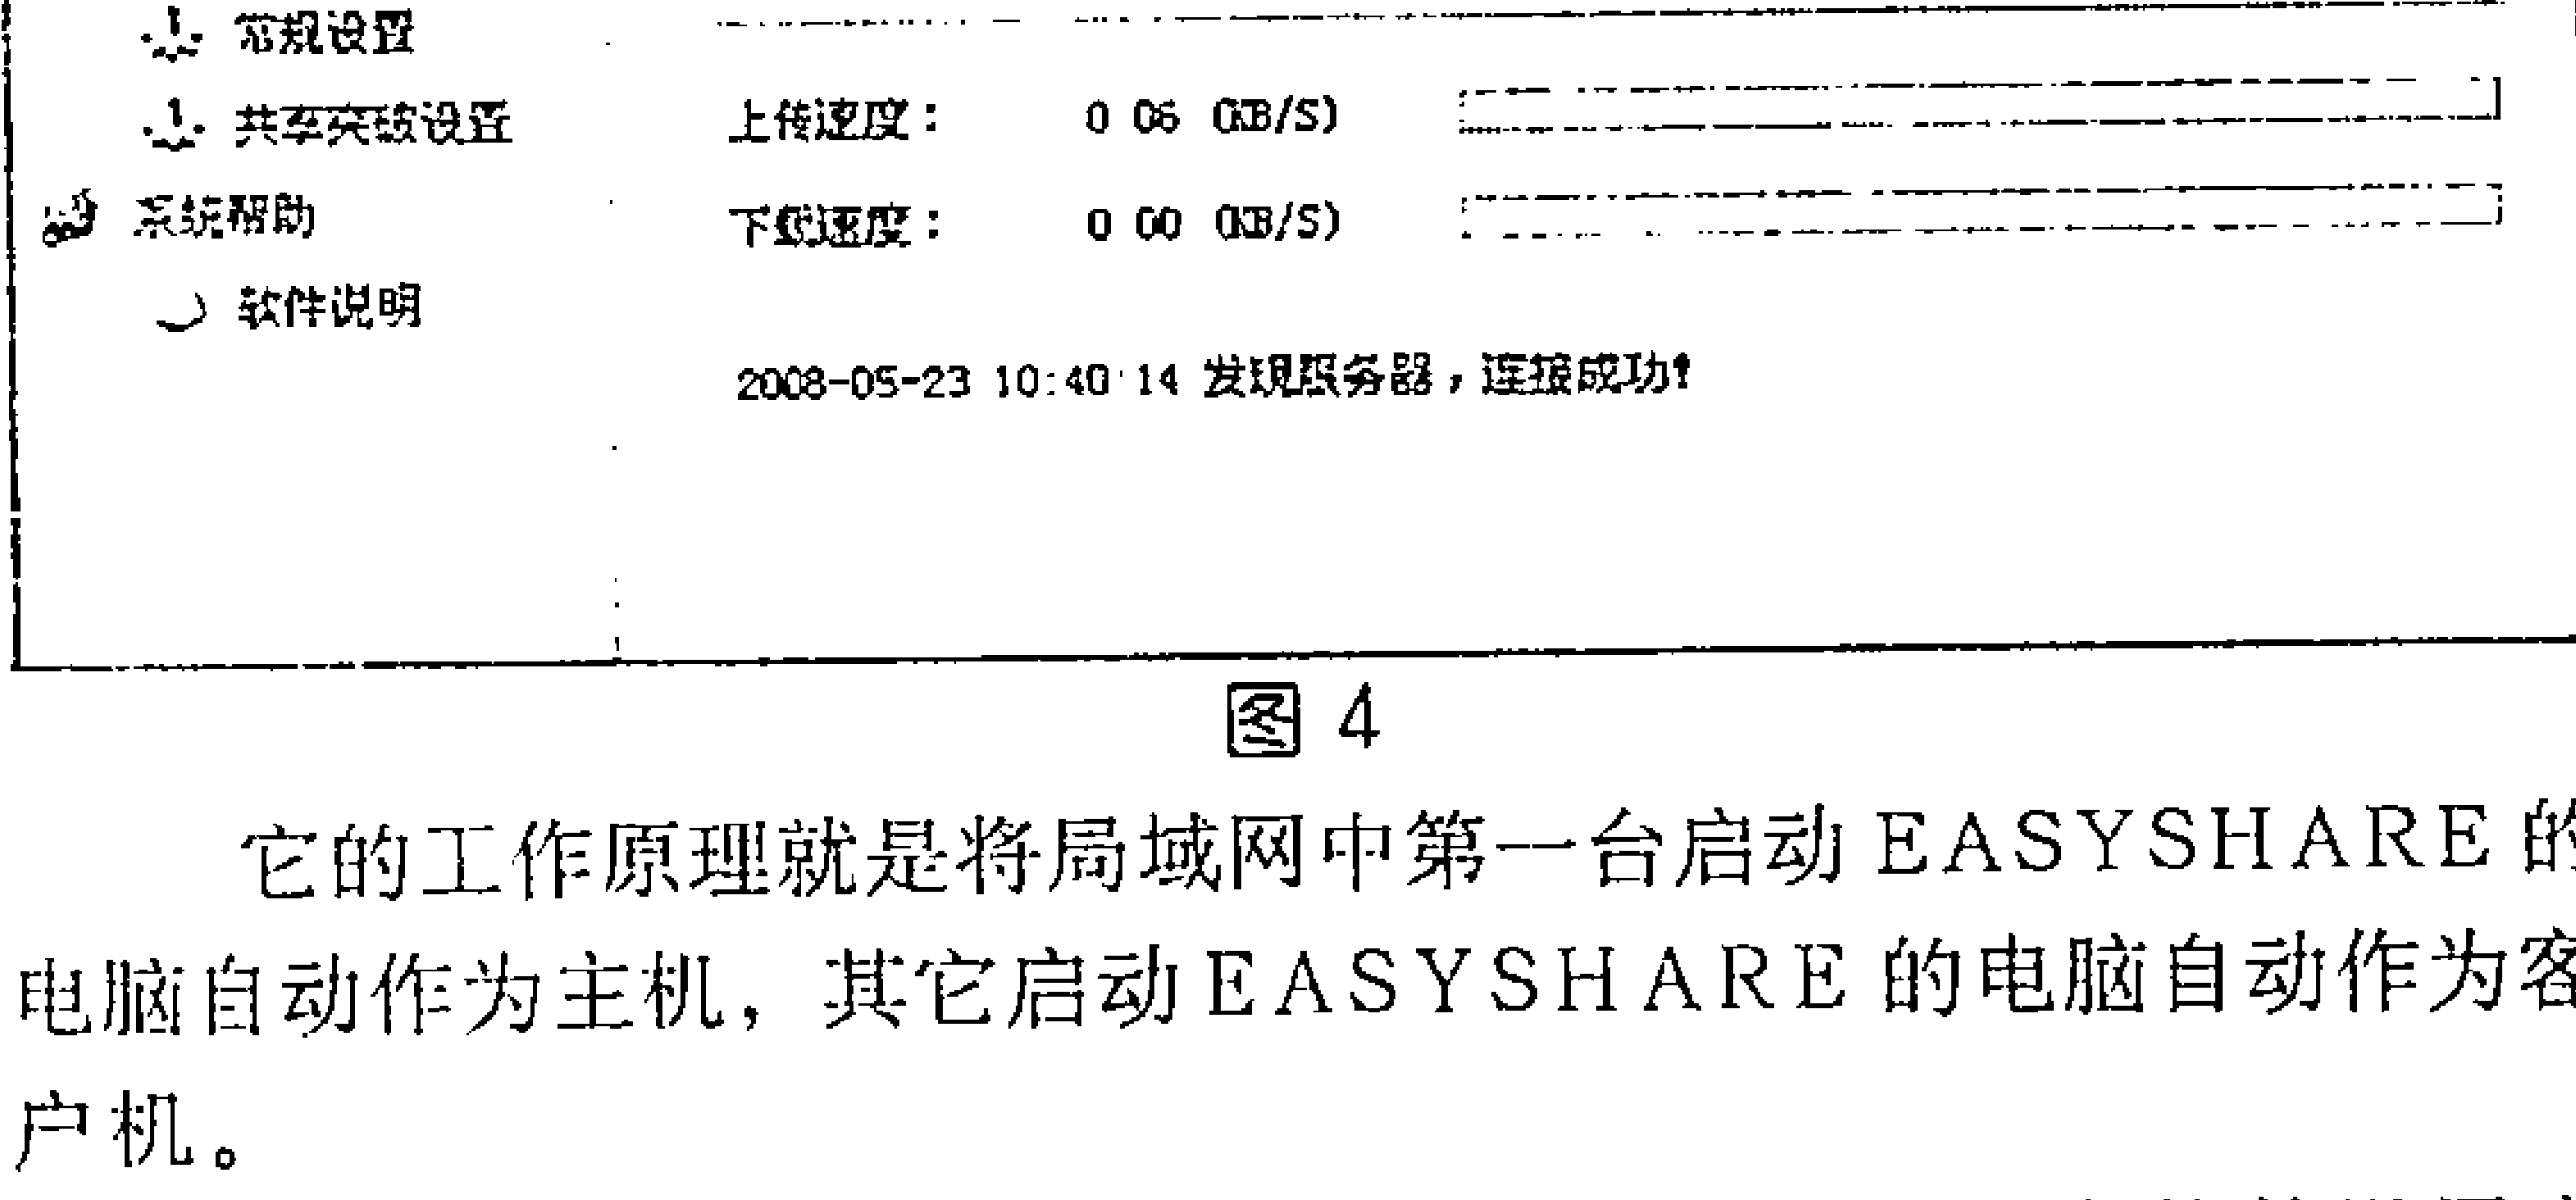 常规设置
共享突破设置 上传速度： 0 06 (KB/S)
系统帮助 下载速度： 0 00 (KB/S)
软件说明
2008-05-23 10:40:14 发现服务器，连接成功!
图 4
它的工作原理就是将局域网中第一台启动 EASYSHARE 的
电脑自动作为主机，其它启动 EASYSHARE 的电脑自动作为客
户机。